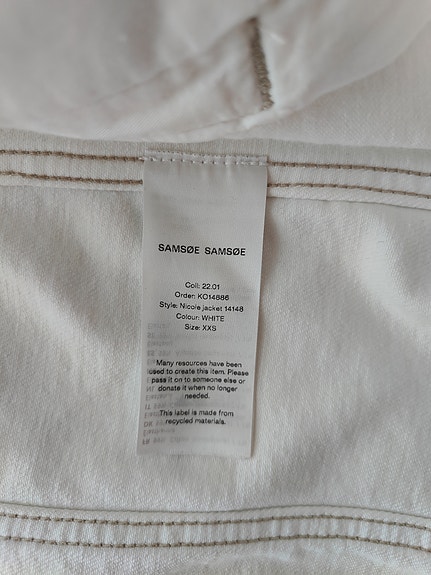 SAMSØE SAMSØE
Coll: 22.01
Order: KO14886
Style: Nicole jacket 14148
Colour: WHITE
Size: XXS
Many resources have been
used to create this item. Please
pass it on to someone else or
donate it when no longer
needed.
This label is made from
recycled materials.